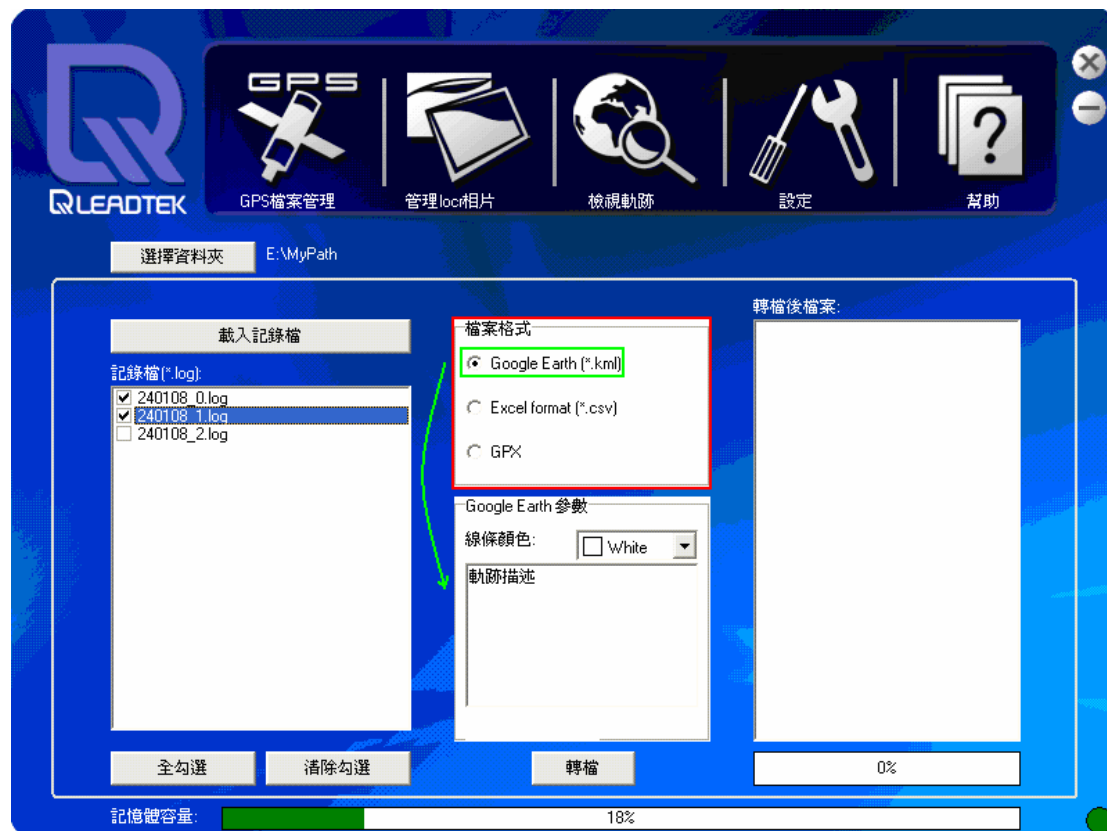 GPS
LEADTEK
GPS檔案管理
管理locr相片
檢視軌跡
設定
幫助
選擇資料夾
E:\MyPath
載入記錄檔
記錄檔(*.log):
240108_0.log
240108_1.log
240108_2.log
全勾選
清除勾選
檔案格式
Google Earth (*.kml)
Excel format (*.csv)
GPX
Google Earth 參數
線條顏色:
White
軌跡描述
轉檔
轉檔後檔案:
0%
記憶體容量:
18%